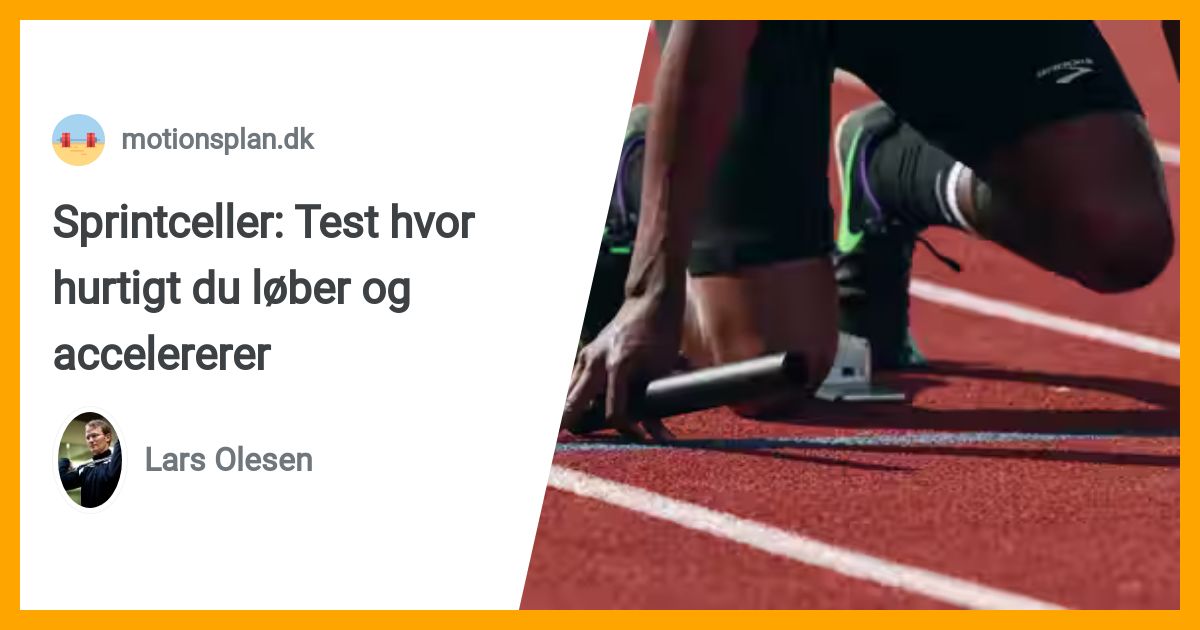 motionsplan.dk
Sprintceller: Test hvor
hurtigt du løber og
accelererer
Lars Olesen